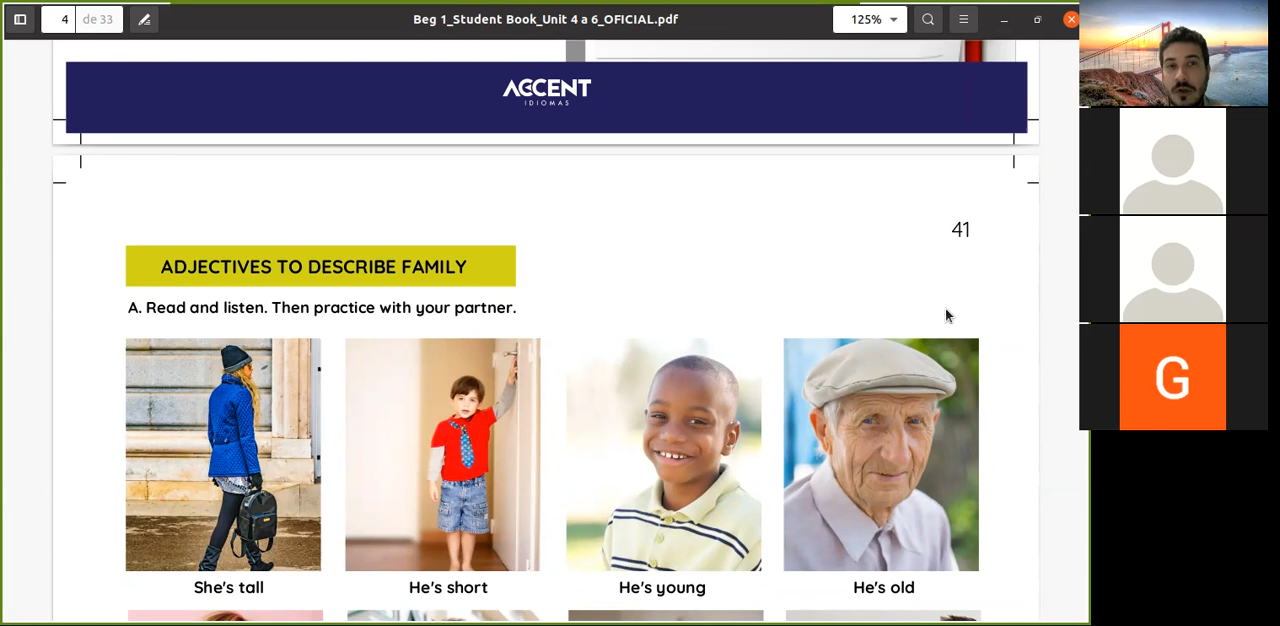 4 de 33 Beg 1_Student Book_Unit 4 a 6_OFICIAL.pdf 125%
ACCENT
IDIOMAS
41
ADJECTIVES TO DESCRIBE FAMILY
A. Read and listen. Then practice with your partner.
She's tall He's short He's young He's old
G